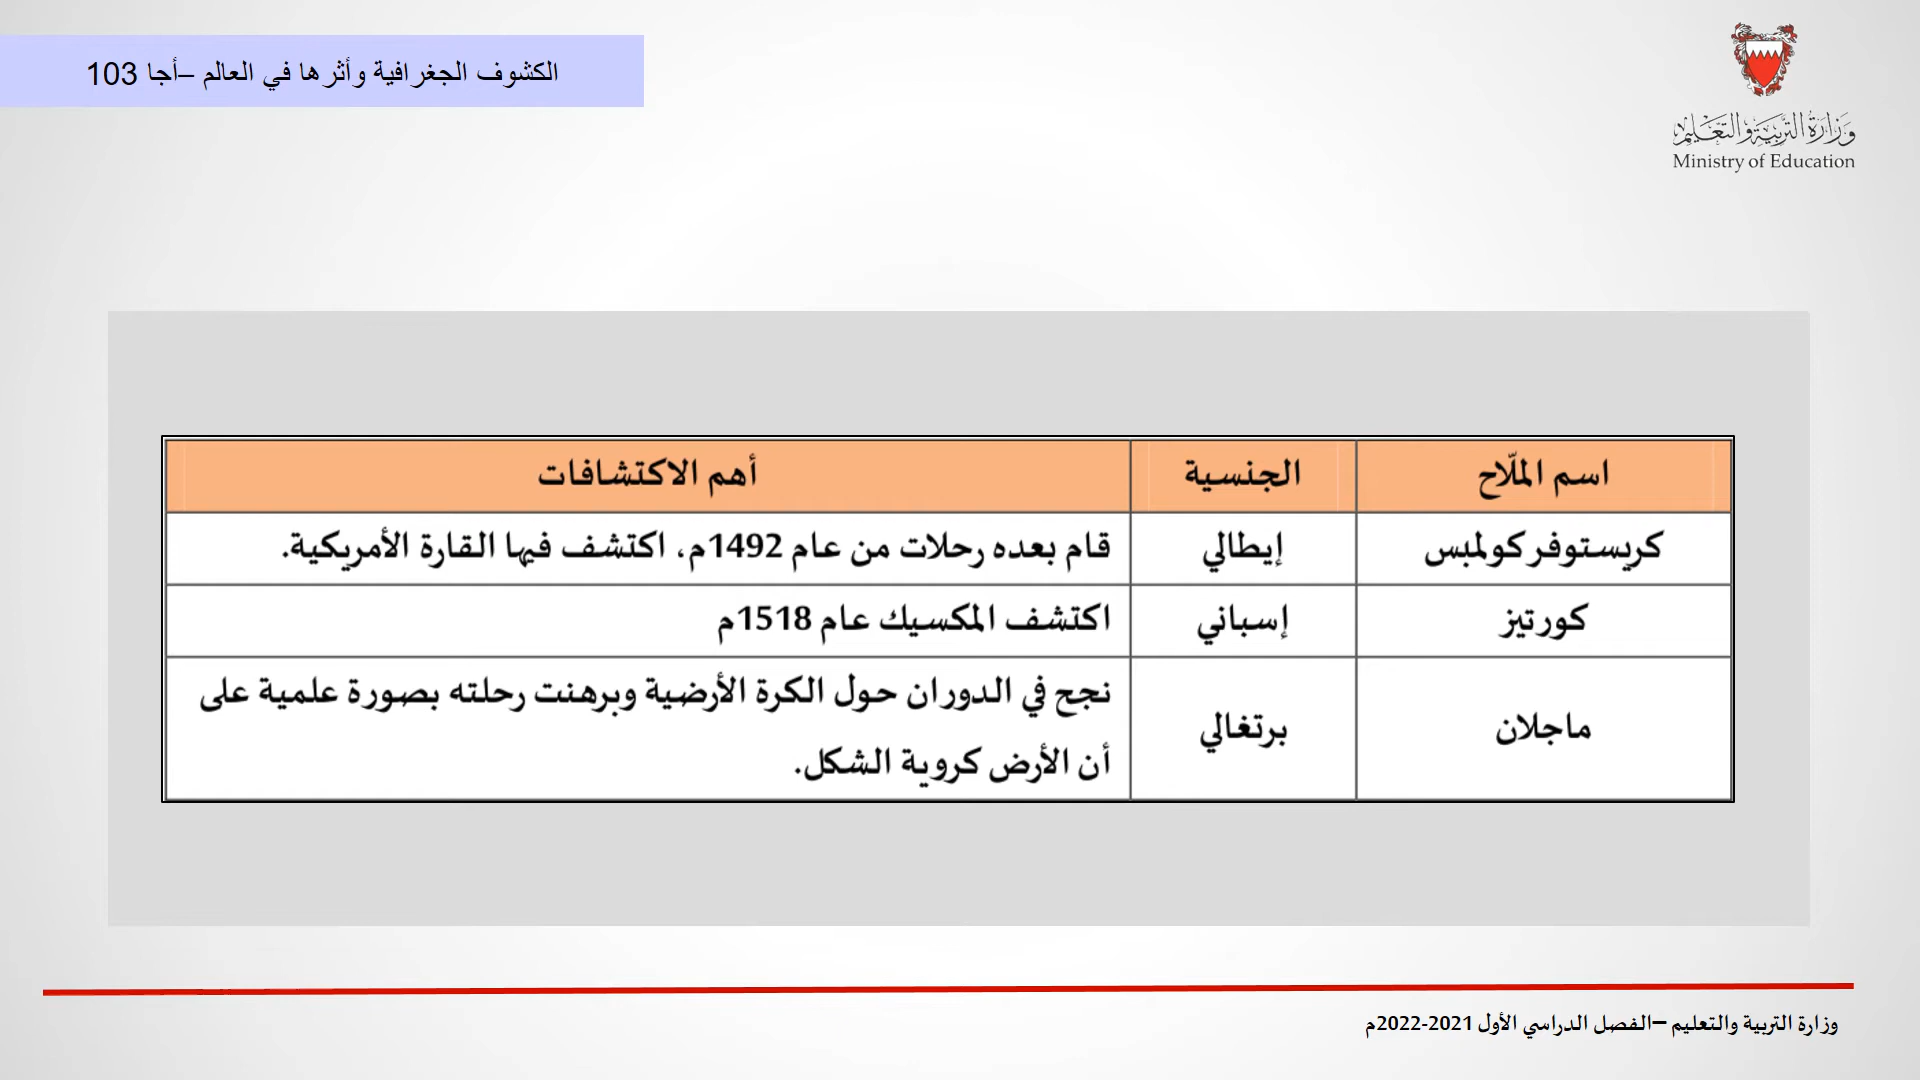 الكشوف الجغرافية وأثرها في العالم –أجا 103
وزارة التربية والتعليم
Ministry of Education
اسم الملّاح الجنسية أهم الاكتشافات
كريستوفر كولمبس إيطالي قام بعده رحلات من عام 1492م، اكتشف فيها القارة الأمريكية.
كورتيز إسباني اكتشف المكسيك عام 1518م
ماجلان برتغالي نجح في الدوران حول الكرة الأرضية وبرهنت رحلته بصورة علمية على
أن الأرض كروية الشكل.
وزارة التربية والتعليم –الفصل الدراسي الأول 2021-2022م